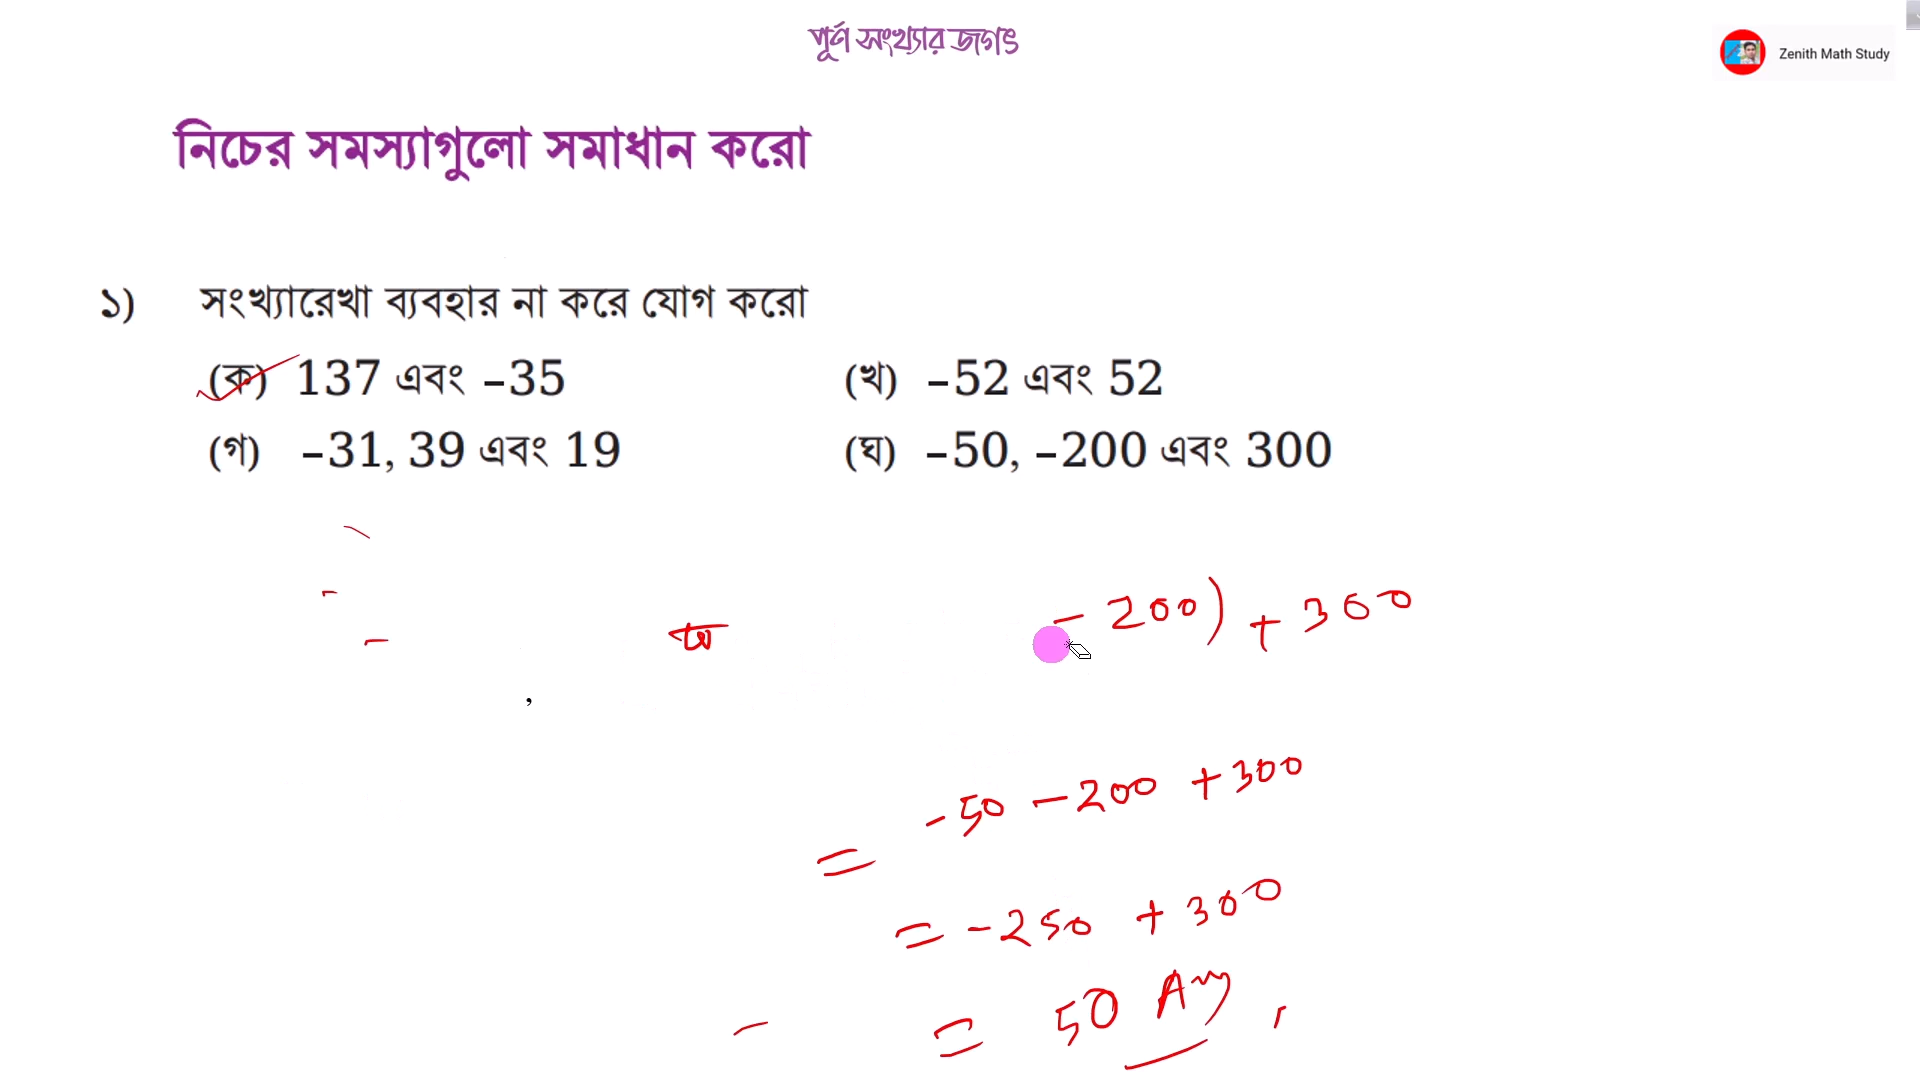 পূর্ণ সংখ্যার জগৎ
Zenith Math Study
নিচের সমস্যাগুলো সমাধান করো
১) সংখ্যারেখা ব্যবহার না করে যোগ করো
(ক) 137 এবং –35 (খ) –52 এবং 52
(গ) –31, 39 এবং 19 (ঘ) –50, –200 এবং 300
- 200) + 300
= -50 - 200 + 300
= - 250 + 300
= 50 Ans